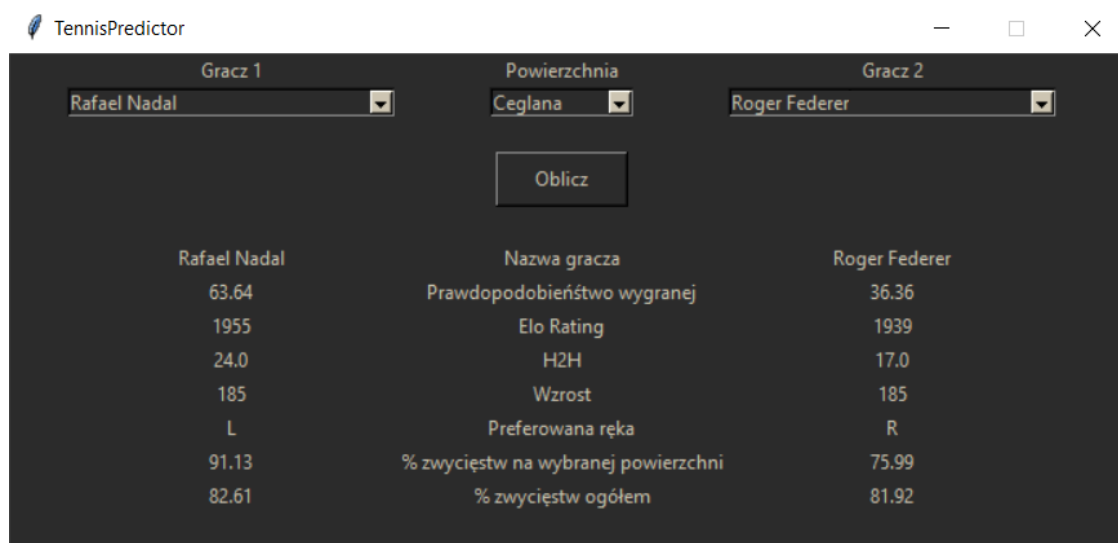 TennisPredictor
Gracz 1 Powierzchnia Gracz 2
Rafael Nadal Ceglana Roger Federer
Oblicz
Rafael Nadal Nazwa gracza Roger Federer
63.64 Prawdopodobieńśtwo wygranej 36.36
1955 Elo Rating 1939
24.0 H2H 17.0
185 Wzrost 185
L Preferowana ręka R
91.13 % zwycięstw na wybranej powierzchni 75.99
82.61 % zwycięstw ogółem 81.92